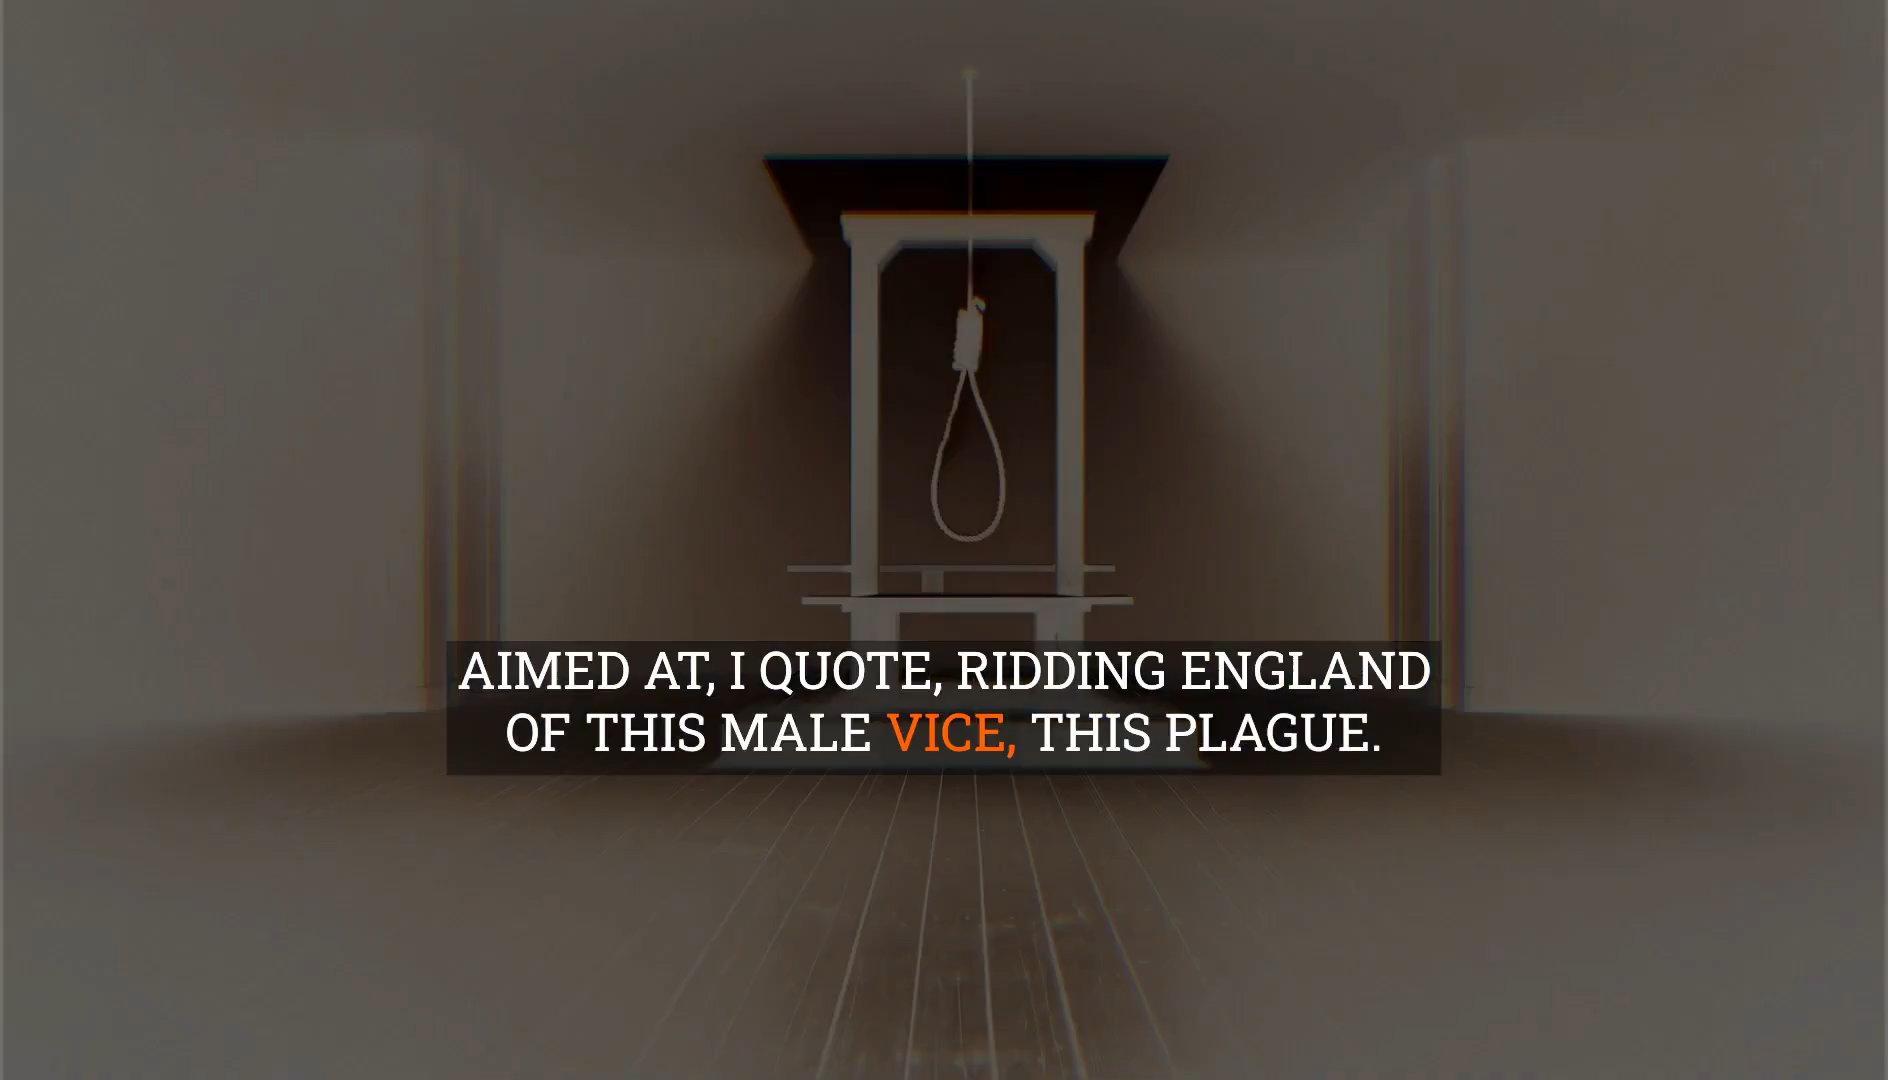 AIMED AT, I QUOTE, RIDDING ENGLAND
OF THIS MALE VICE, THIS PLAGUE.